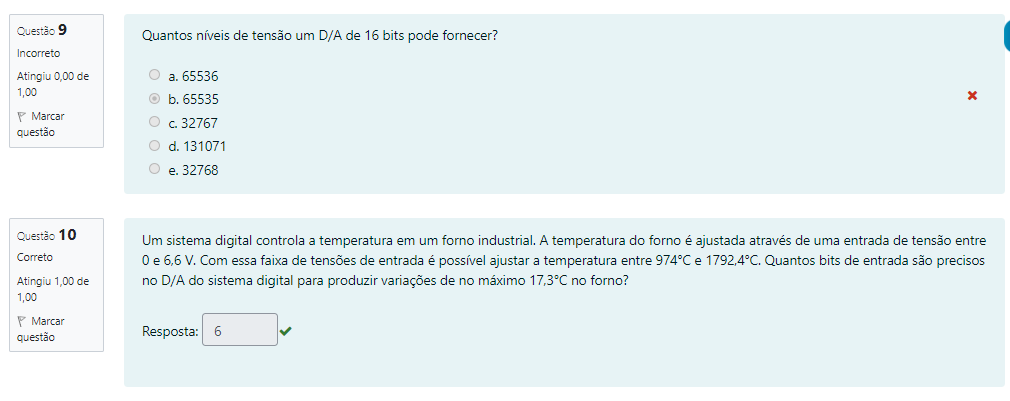 Questão 9
Incorreto
Atingiu 0,00 de
1,00
Marcar
questão
Quantos níveis de tensão um D/A de 16 bits pode fornecer?
a. 65536
b. 65535
c. 32767
d. 131071
e. 32768
Questão 10
Correto
Atingiu 1,00 de
1,00
Marcar
questão
Um sistema digital controla a temperatura em um forno industrial. A temperatura do forno é ajustada através de uma entrada de tensão entre
0 e 6,6 V. Com essa faixa de tensões de entrada é possível ajustar a temperatura entre 974°C e 1792,4°C. Quantos bits de entrada são precisos
no D/A do sistema digital para produzir variações de no máximo 17,3°C no forno?
Resposta: 6